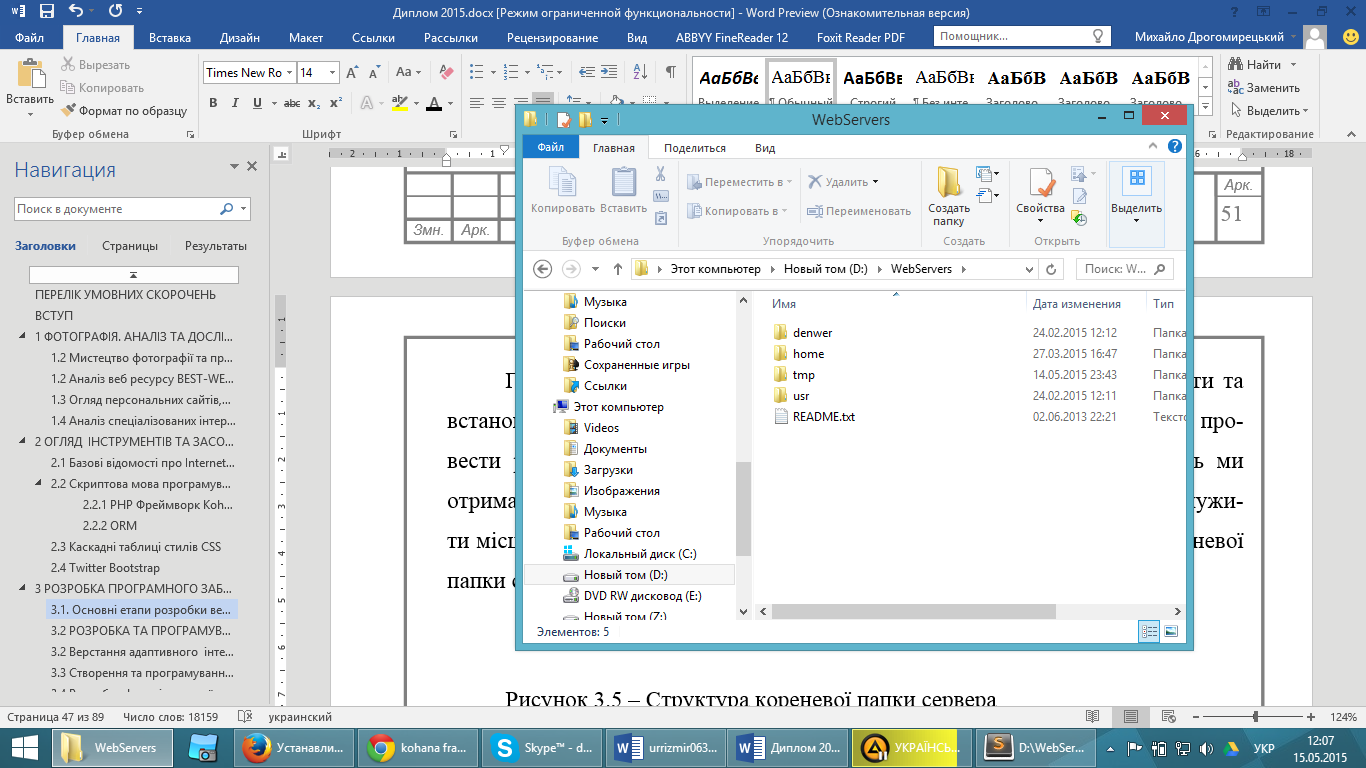 Диплом 2015.docx [Режим ограниченной функциональности] - Word Preview (Ознакомительная версия)
Файл Главная Вставка Дизайн Макет Ссылки Рассылки Рецензирование Вид ABBYY FineReader 12 Foxit Reader PDF Помощник... Михайло Дрогомирецький
Вставить
Вырезать
Копировать
Формат по образцу
Буфер обмена
Times New Ro 14
Шрифт
АаБбВв АаБбВв АаБбВв АаБбВв АаБбВ АаБбВ АаБбВ
Выделение ¶ Обычный Строгий ¶ Без инте... Заголово... Заголово... Заголово...
Найти
Заменить
Выделить
Редактирование
Навигация
Поиск в документе
Заголовки Страницы Результаты
ПЕРЕЛІК УМОВНИХ СКОРОЧЕНЬ
ВСТУП
1 ФОТОГРАФІЯ. АНАЛІЗ ТА ДОСЛІ...
1.2 Мистецтво фотографії та пр...
1.2 Аналіз веб ресурсу BEST-WE...
1.3 Огляд персональних сайтів,...
1.4 Аналіз спеціалізованих інтер...
2 ОГЛЯД ІНСТРУМЕНТІВ ТА ЗАСО...
2.1 Базові відомості про Internet...
2.2 Скриптова мова програмув...
2.2.1 PHP Фреймворк Koh...
2.2.2 ORM
2.3 Каскадні таблиці стилів CSS
2.4 Twitter Bootstrap
3 РОЗРОБКА ПРОГРАМНОГО ЗАБ...
3.1. Основні етапи розробки ве...
3.2 РОЗРОБКА ТА ПРОГРАМУВ...
3.2 Верстання адаптивного інте...
3.3 Створення та програмуванн...
Змн. Арк.
Арк.
51
ти та
встано
про-
вести
ь ми
отрима
ужи-
ти місц
невої
папки
Рисунок 3.5 – Структура кореневої папки сервера
WebServers
Файл Главная Поделиться Вид
Копировать Вставить
Буфер обмена
Переместить в
Копировать в
Удалить
Переименовать
Упорядочить
Создать папку
Создать
Свойства
Открыть
Выделить
Этот компьютер Новый том (D:) WebServers
Поиск: W...
Музыка
Поиски
Рабочий стол
Сохраненные игры
Ссылки
Этот компьютер
Videos
Документы
Загрузки
Изображения
Музыка
Рабочий стол
Локальный диск (C:)
Новый том (D:)
DVD RW дисковод (E:)
Новый том (Z:)
Имя Дата изменения Тип
denwer 24.02.2015 12:12 Папка
home 27.03.2015 16:47 Папка
tmp 14.05.2015 23:43 Папка
usr 24.02.2015 12:11 Папка
README.txt 02.06.2013 22:21 Тексто
Элементов: 5
Страница 47 из 89 Число слов: 18159 украинский 124%
WebServers Устанавли... kohana fra... Skype™ - d... urrizmir063... Диплом 20... УКРАЇНСЬ... D:\WebSer... УКР
12:07
15.05.2015